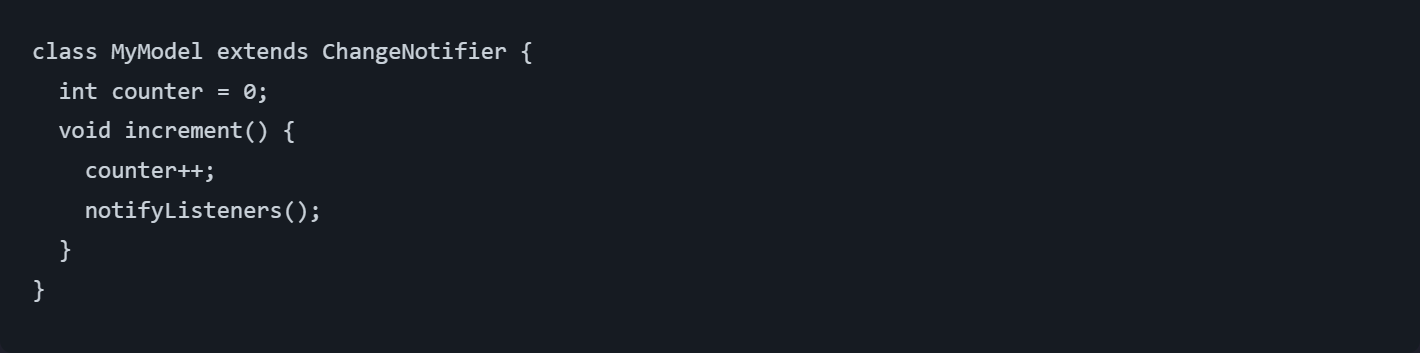 class MyModel extends ChangeNotifier {
  int counter = 0;
  void increment() {
    counter++;
    notifyListeners();
  }
}